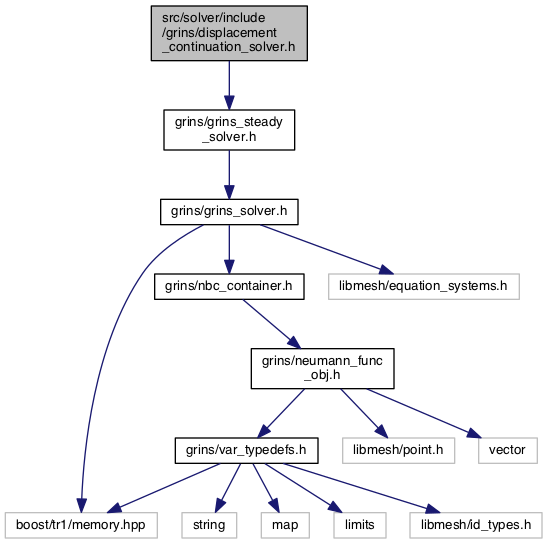 src/solver/include
/grins/displacement
_continuation_solver.h
grins/grins_steady
_solver.h
grins/grins_solver.h
grins/nbc_container.h
libmesh/equation_systems.h
grins/neumann_func
_obj.h
grins/var_typedefs.h
libmesh/point.h
vector
boost/tr1/memory.hpp
string
map
limits
libmesh/id_types.h